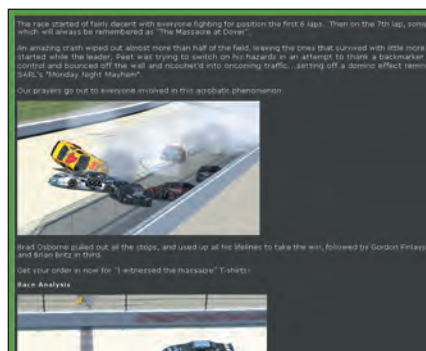 The race started of fairly decent with everyone fighting for position the first 6 laps. Then on the 7th lap, some
which will always be remembered as "The Massacre at Dover".
An amazing crash wiped out almost more than half of the field, leaving the ones that survived with little more
started while the leader, Peet was trying to switch on his hazards in an attempt to thank a backmarker
control and bounced off the wall and ricochet'd into oncoming traffic...setting off a domino effect
SARL's "Monday Night Mayhem".
Our prayers go out to everyone involved in this acrobatic phenomenon
Brad Osborne pulled out all the stops, and used up all his lifelines to take the win, followed by Gordon Finlays
and Brian Britz in third.
Get your order in now for "I witnessed the massacre" T-shirts!
Race Analysis